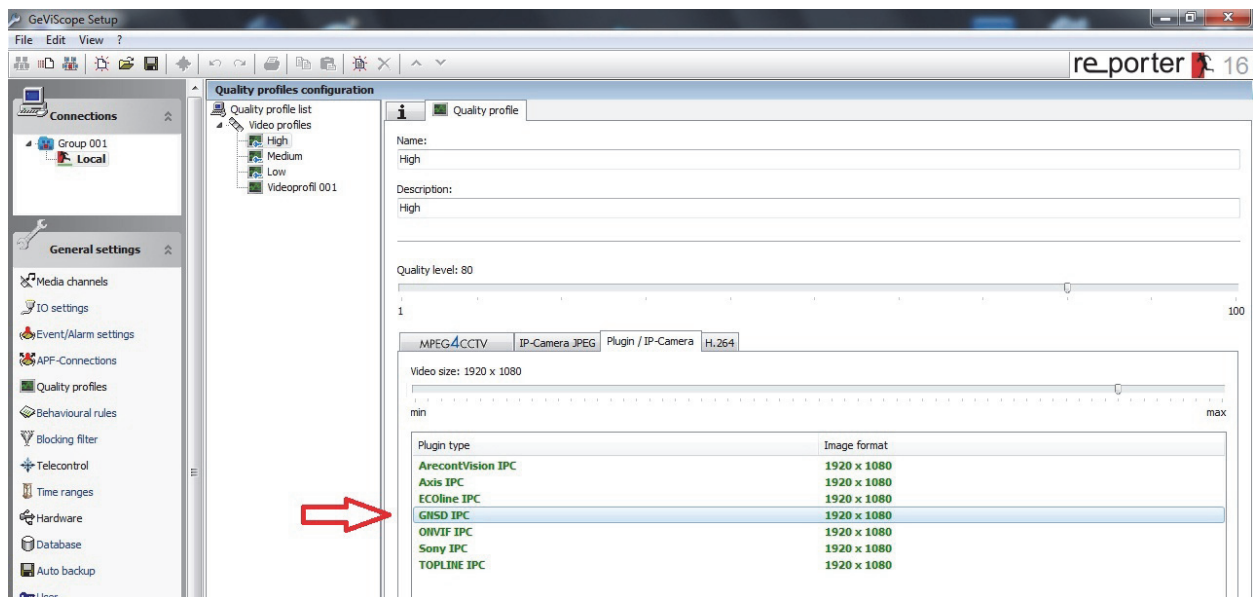 GeViScope Setup
File Edit View ?
re_porter 16
Connections
Group 001
Local
General settings
Media channels
IO settings
Event/Alarm settings
APF-Connections
Quality profiles
Behavioural rules
Blocking filter
Telecontrol
Time ranges
Hardware
Database
Auto backup
User
Quality profiles configuration
Quality profile list
Video profiles
High
Medium
Low
Videoprofil 001
i Quality profile
Name:
High
Description:
High
Quality level: 80
1 100
MPEG4CCTV IP-Camera JPEG Plugin / IP-Camera H.264
Video size: 1920 x 1080
min max
Plugin type Image format
ArecontVision IPC 1920 x 1080
Axis IPC 1920 x 1080
ECOline IPC 1920 x 1080
GNSD IPC 1920 x 1080
ONVIF IPC 1920 x 1080
Sony IPC 1920 x 1080
TOPLINE IPC 1920 x 1080